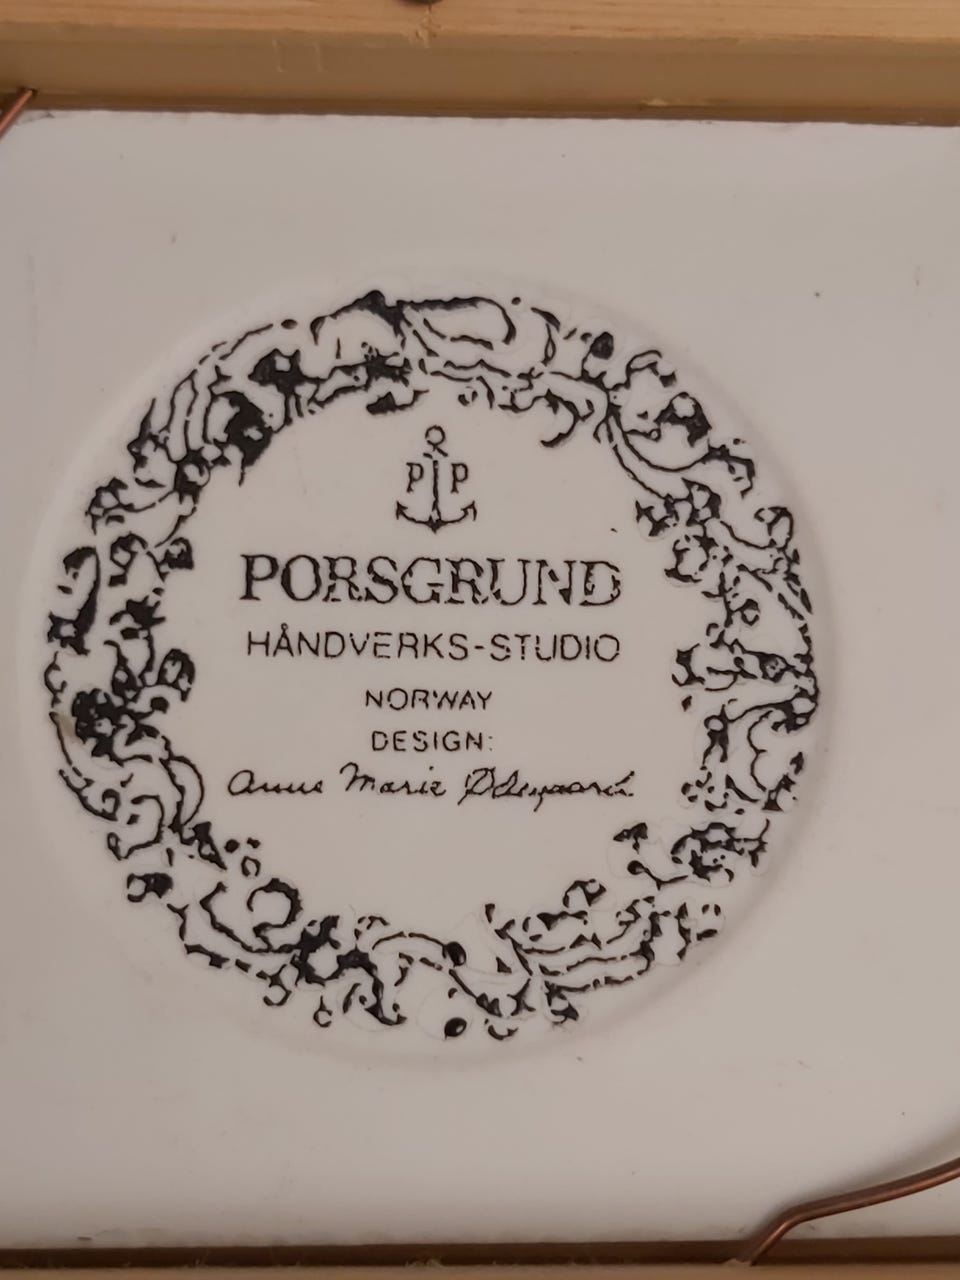 P P
PORSGRUND
HÅNDVERKS-STUDIO
NORWAY
DESIGN:
Anne Marie Ødegaard